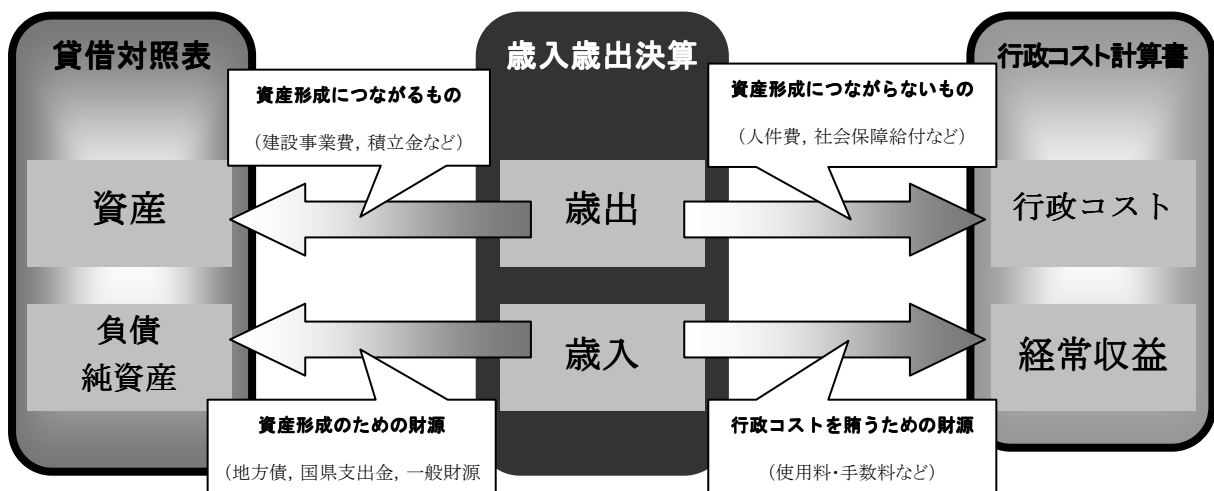 貸借対照表
歳入歳出決算
行政コスト計算書
資産形成につながるもの
(建設事業費, 積立金など)
資産形成につながらないもの
(人件費, 社会保障給付など)
資産
歳出
行政コスト
負債
純資産
歳入
経常収益
資産形成のための財源
(地方債, 国県支出金, 一般財源
行政コストを賄うための財源
(使用料・手数料など)